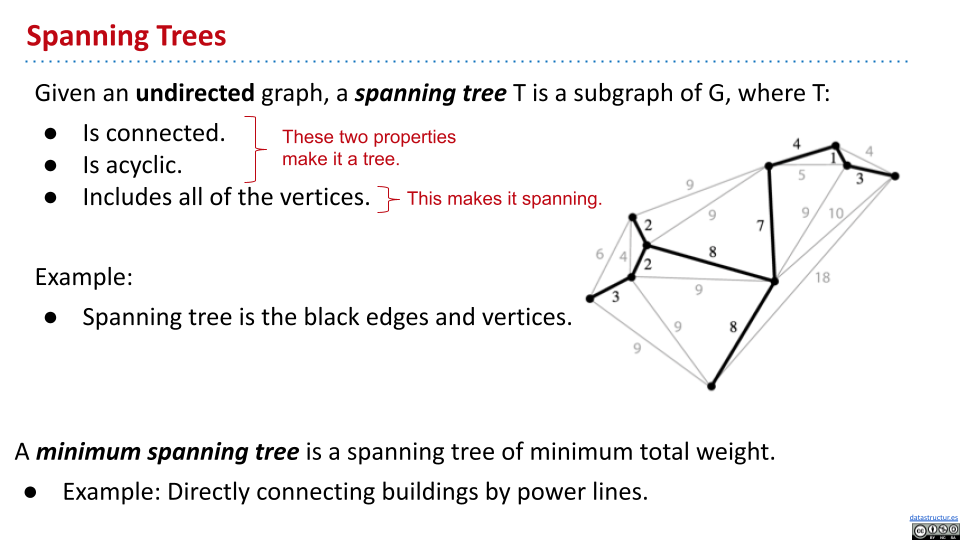 Spanning Trees
Given an undirected graph, a spanning tree T is a subgraph of G, where T:
● Is connected.
● Is acyclic.
● Includes all of the vertices.
These two properties
make it a tree.
This makes it spanning.
Example:
● Spanning tree is the black edges and vertices.
4
1
4
5
3
9
9
7
9
10
2
6
4
2
8
18
3
9
9
8
9
A minimum spanning tree is a spanning tree of minimum total weight.
● Example: Directly connecting buildings by power lines.
datastructur.es
CC
BY NC SA